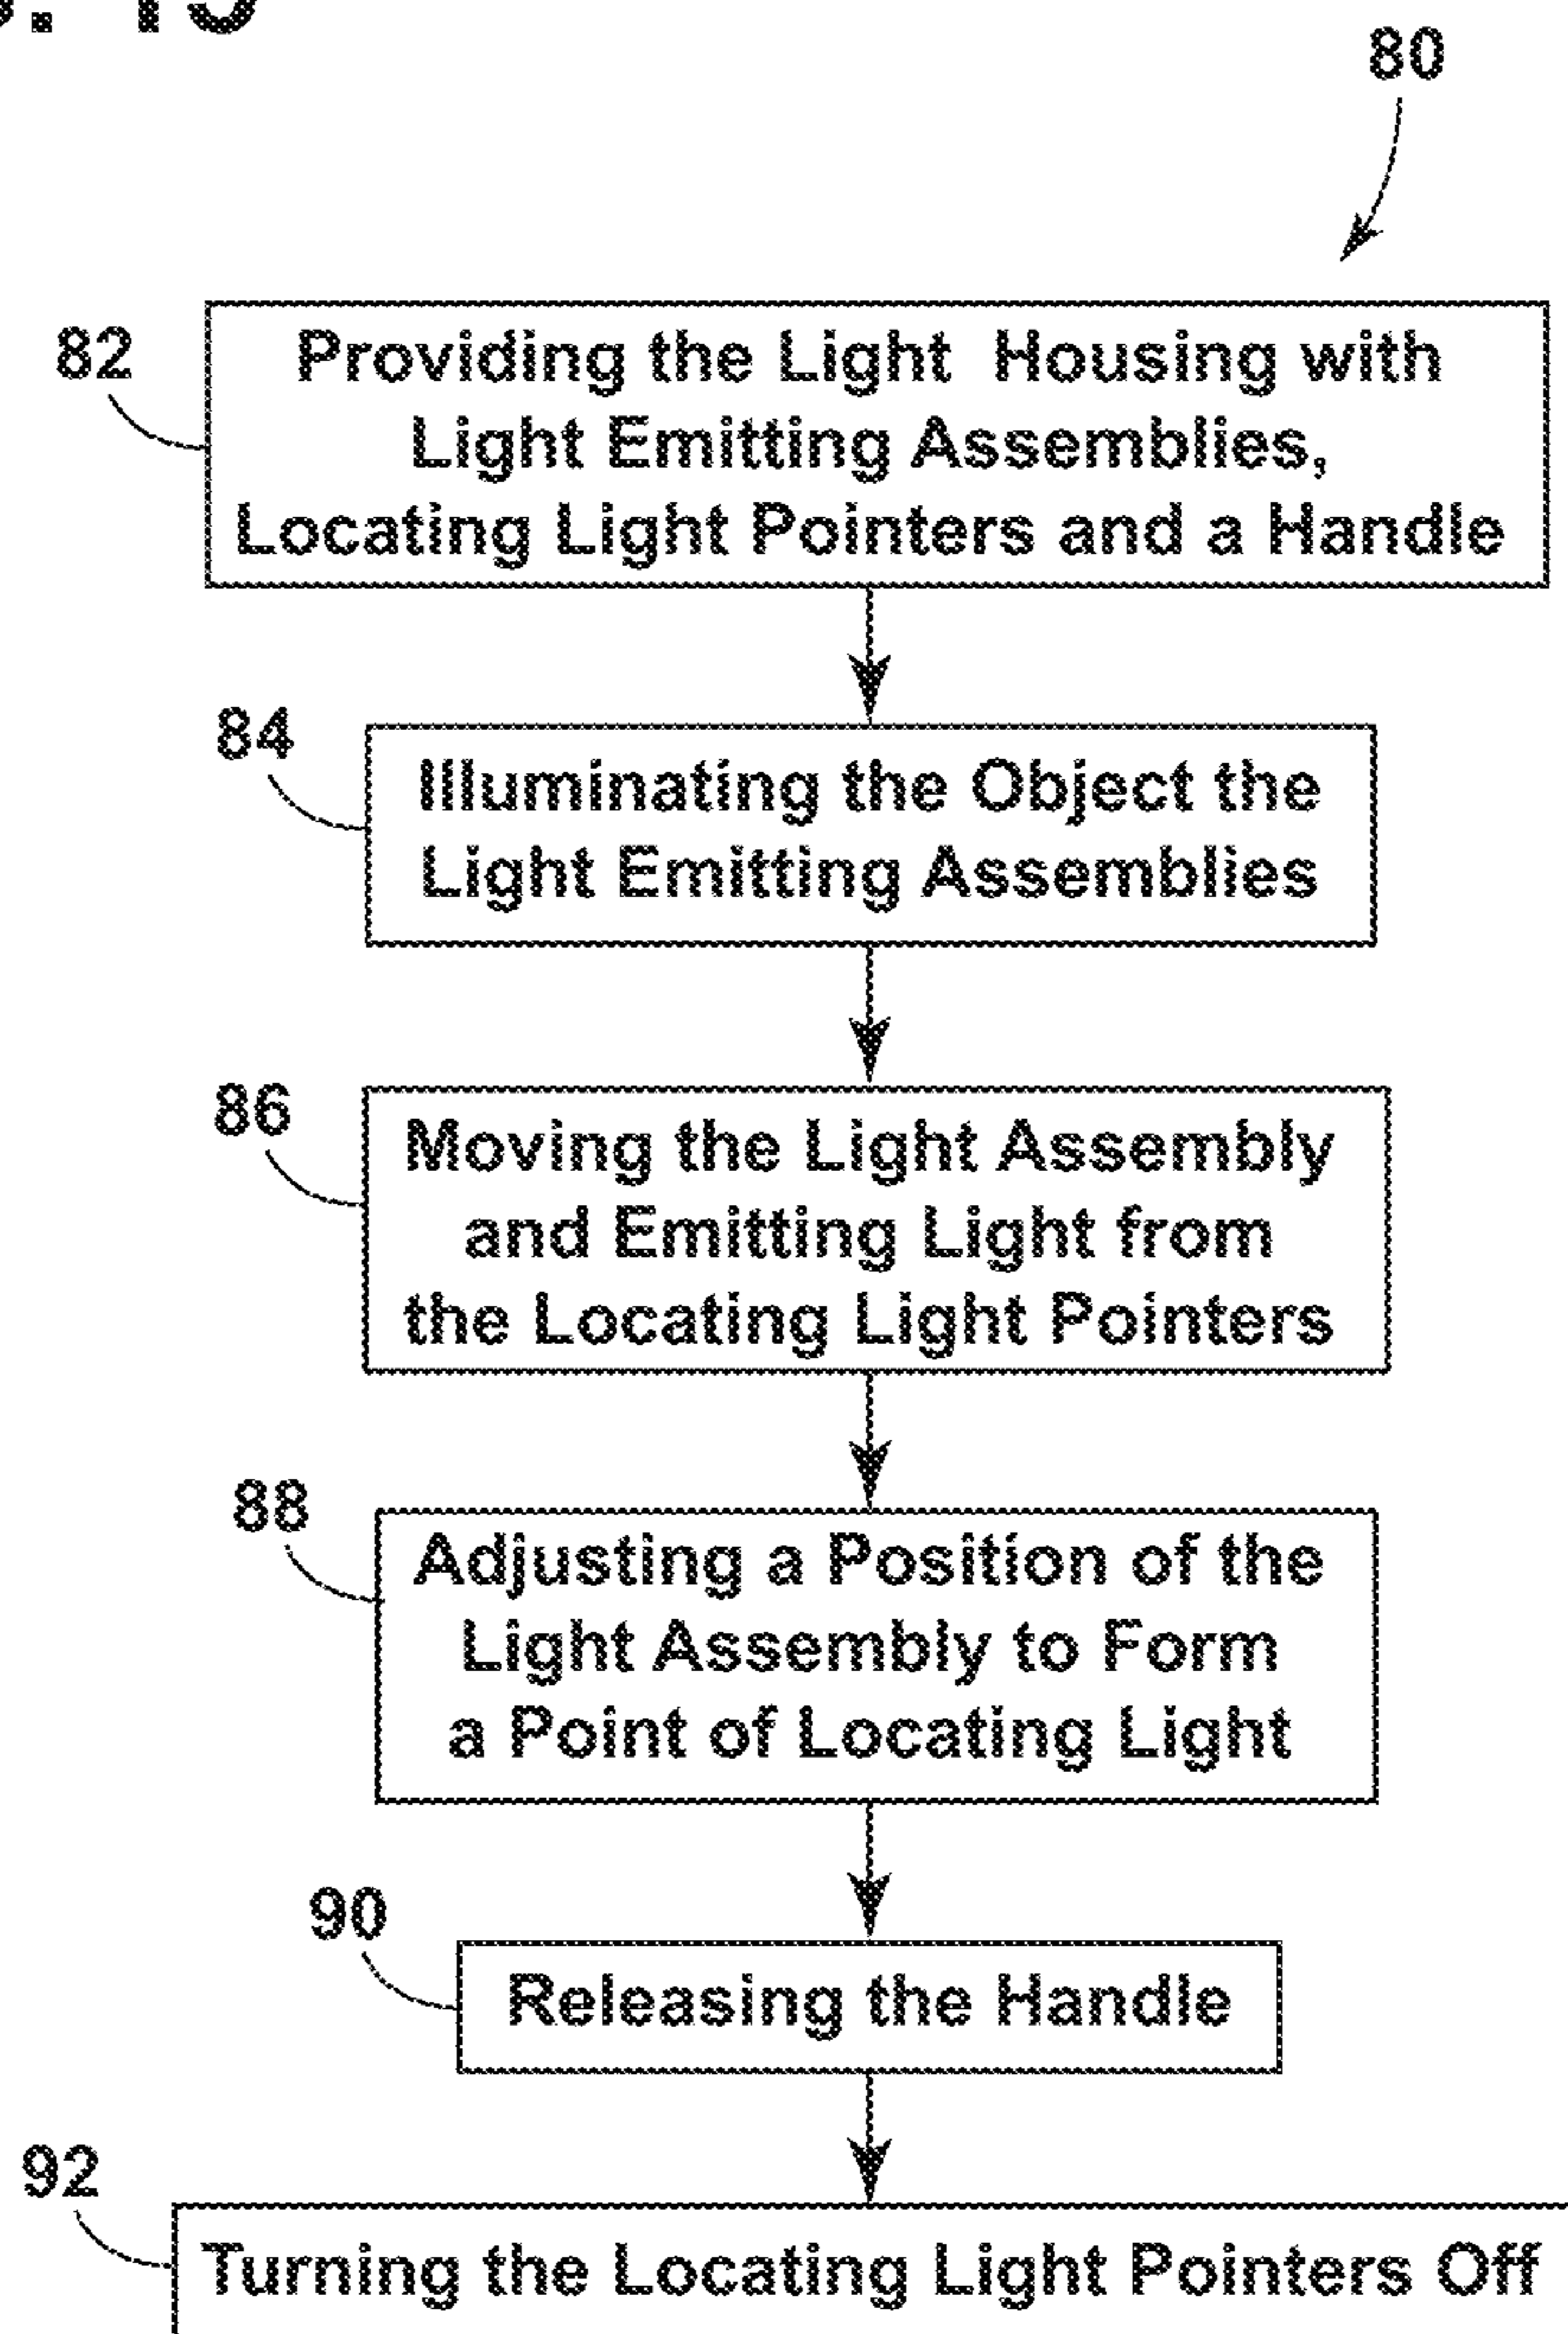 80
82
Providing the Light Housing with
Light Emitting Assemblies,
Locating Light Pointers and a Handle
84
Illuminating the Object the
Light Emitting Assemblies
86
Moving the Light Assembly
and Emitting Light from
the Locating Light Pointers
88
Adjusting a Position of the
Light Assembly to Form
a Point of Locating Light
90
Releasing the Handle
92
Turning the Locating Light Pointers Off